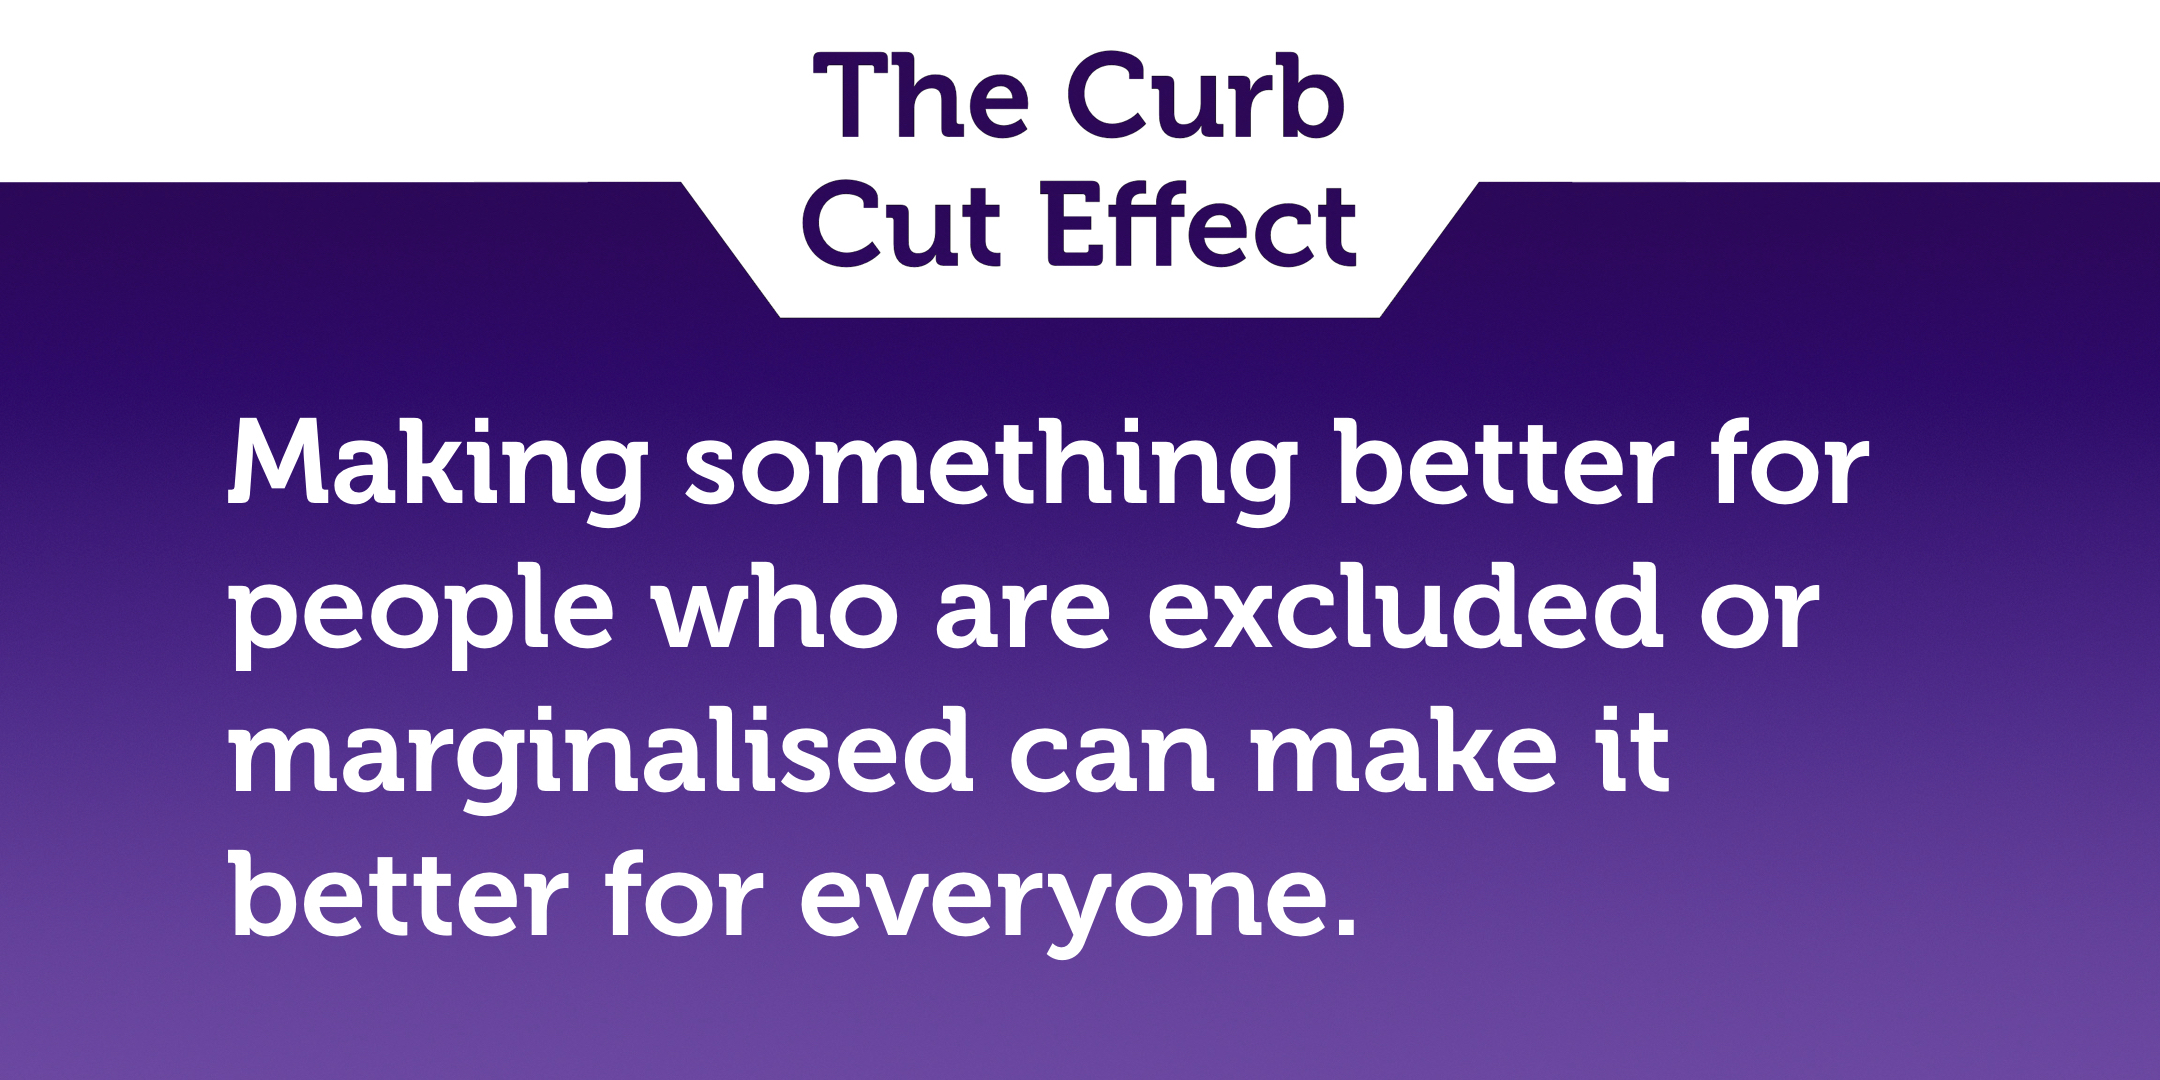 The Curb
Cut Effect
Making something better for
people who are excluded or
marginalised can make it
better for everyone.